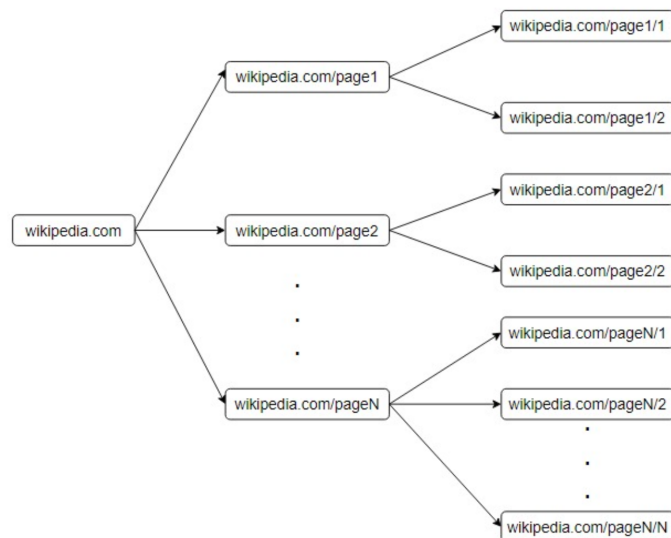 wikipedia.com/page1/1
wikipedia.com/page1
wikipedia.com/page1/2
wikipedia.com/page2/1
wikipedia.com
wikipedia.com/page2
wikipedia.com/page2/2
wikipedia.com/pageN/1
wikipedia.com/pageN
wikipedia.com/pageN/2
wikipedia.com/pageN/N